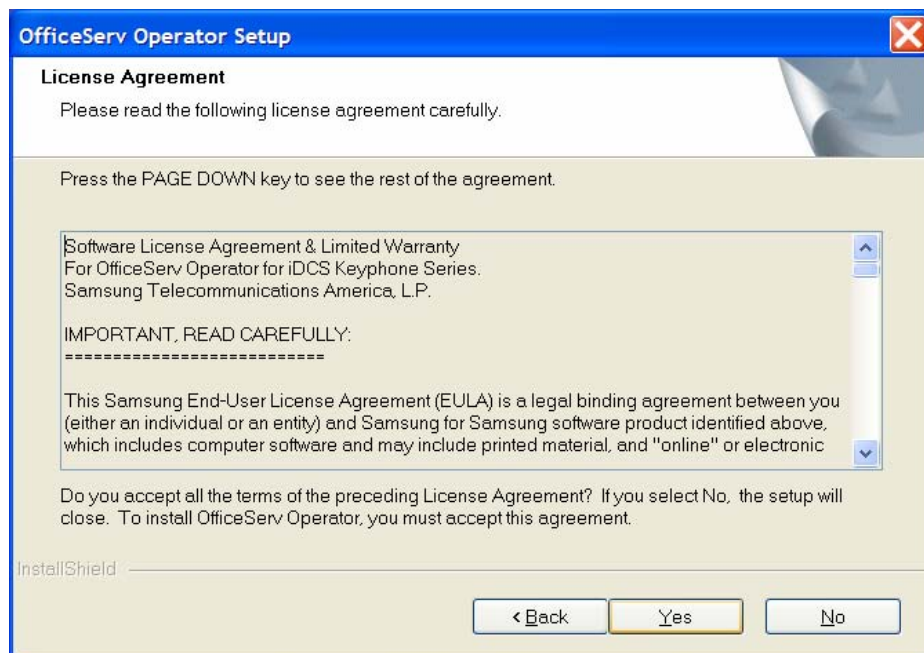 OfficeServ Operator Setup
License Agreement
Please read the following license agreement carefully.
Press the PAGE DOWN key to see the rest of the agreement.
Software License Agreement & Limited Warranty
For OfficeServ Operator for iDCS Keyphone Series.
Samsung Telecommunications America, L.P.
IMPORTANT, READ CAREFULLY:
===========================
This Samsung End-User License Agreement (EULA) is a legal binding agreement between you
(either an individual or an entity) and Samsung for Samsung software product identified above,
which includes computer software and may include printed material, and "online" or electronic
Do you accept all the terms of the preceding License Agreement? If you select No, the setup will
close. To install OfficeServ Operator, you must accept this agreement.
InstallShield
< Back Yes No